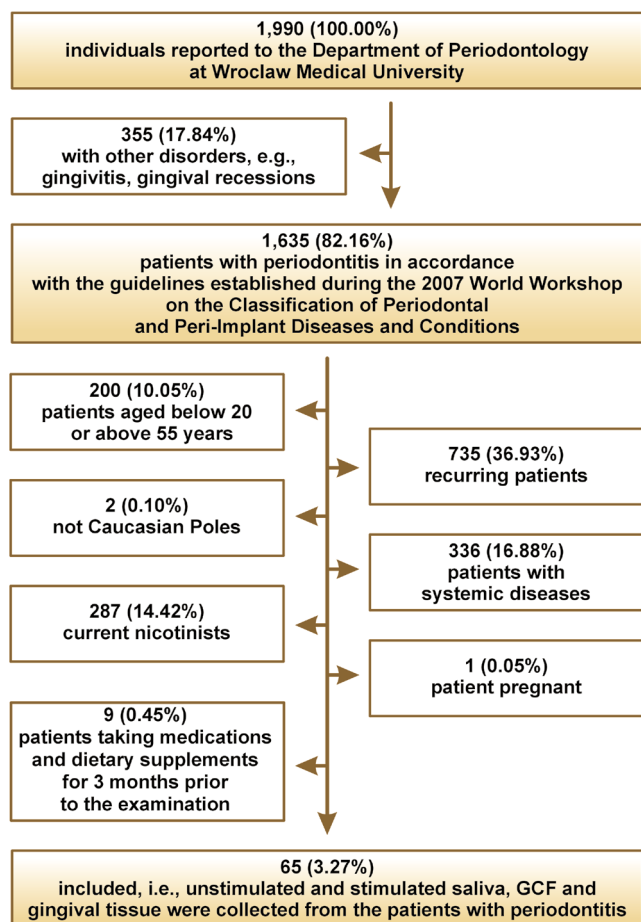 1,990 (100.00%)
individuals reported to the Department of Periodontology
at Wroclaw Medical University
355 (17.84%)
with other disorders, e.g.,
gingivitis, gingival recessions
1,635 (82.16%)
patients with periodontitis in accordance
with the guidelines established during the 2007 World Workshop
on the Classification of Periodontal
and Peri-Implant Diseases and Conditions
200 (10.05%)
patients aged below 20
or above 55 years
735 (36.93%)
recurring patients
2 (0.10%)
not Caucasian Poles
336 (16.88%)
patients with
systemic diseases
287 (14.42%)
current nicotinists
1 (0.05%)
patient pregnant
9 (0.45%)
patients taking medications
and dietary supplements
for 3 months prior
to the examination
65 (3.27%)
included, i.e., unstimulated and stimulated saliva, GCF and
gingival tissue were collected from the patients with periodontitis